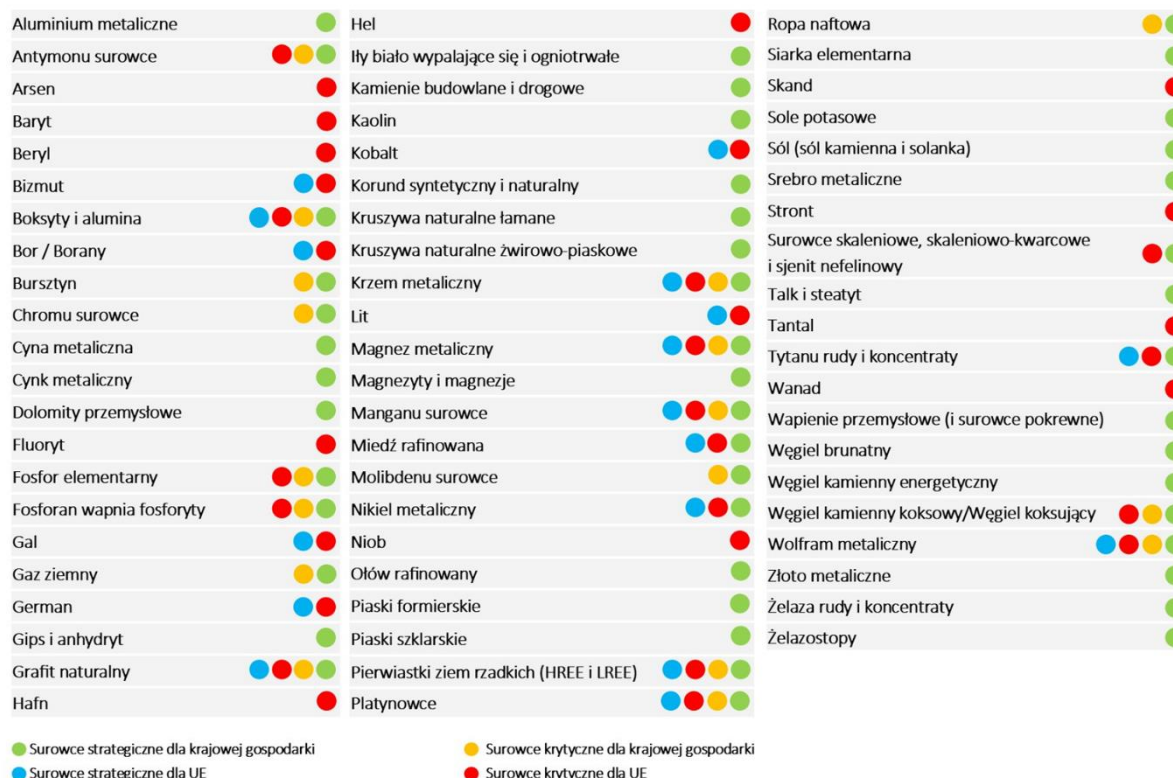 Aluminium metaliczne
Antymonu surowce
Arsen
Baryt
Beryl
Bizmut
Boksyty i alumina
Bor / Borany
Bursztyn
Chromu surowce
Cyna metaliczna
Cynk metaliczny
Dolomity przemysłowe
Fluoryt
Fosfor elementarny
Fosforan wapnia fosforyty
Gal
Gaz ziemny
German
Gips i anhydryt
Grafit naturalny
Hafn
Hel
Iły biało wypalające się i ogniotrwałe
Kamienie budowlane i drogowe
Kaolin
Kobalt
Korund syntetyczny i naturalny
Kruszywa naturalne łamane
Kruszywa naturalne żwirowo-piaskowe
Krzem metaliczny
Lit
Magnez metaliczny
Magnezyty i magnezje
Manganu surowce
Miedź rafinowana
Molibdenu surowce
Nikiel metaliczny
Niob
Ołów rafinowany
Piaski formierskie
Piaski szklarskie
Pierwiastki ziem rzadkich (HREE i LREE)
Platynowce
Ropa naftowa
Siarka elementarna
Skand
Sole potasowe
Sól (sól kamienna i solanka)
Srebro metaliczne
Stront
Surowce skaleniowe, skaleniowo-kwarcowe
i sjenit nefelinowy
Talk i steatyt
Tantal
Tytanu rudy i koncentraty
Wanad
Wapienie przemysłowe (i surowce pokrewne)
Węgiel brunatny
Węgiel kamienny energetyczny
Węgiel kamienny koksowy/Węgiel koksujący
Wolfram metaliczny
Złoto metaliczne
Żelaza rudy i koncentraty
Żelazostopy
Surowce strategiczne dla krajowej gospodarki
Surowce krytyczne dla krajowej gospodarki
Surowce strategiczne dla UE
Surowce krytyczne dla UE